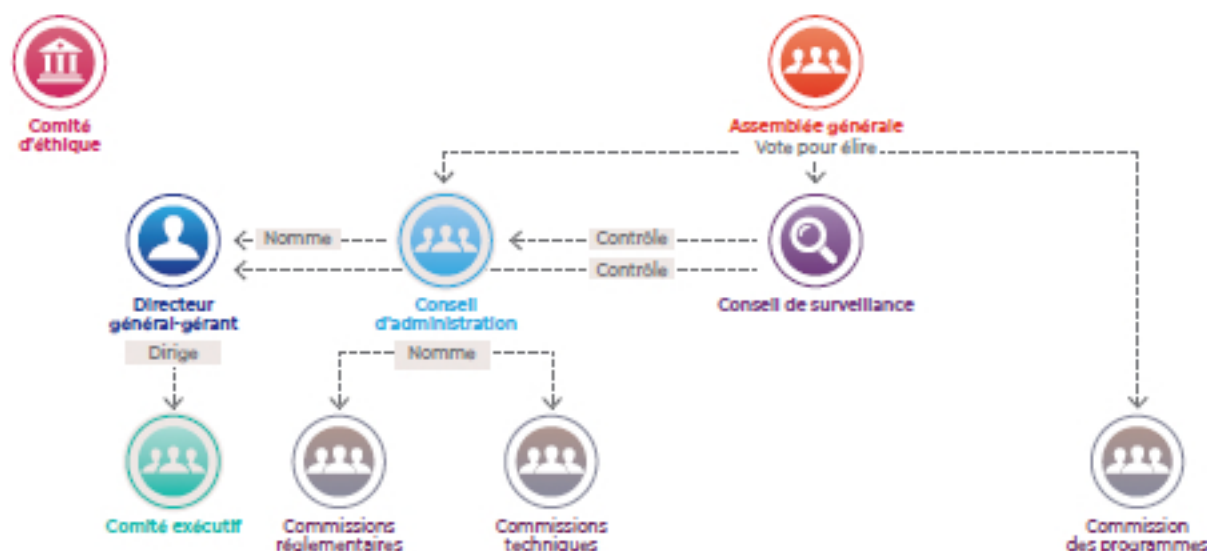 Comité
d'éthique
Assemblée générale
Vote pour élire
Nomme
Contrôle
Contrôle
Directeur
général-gérant
Conseil
d'administration
Conseil de surveillance
Dirige
Nomme
Comité exécutif
Commissions
réglementaires
Commissions
techniques
Commission
des programmes